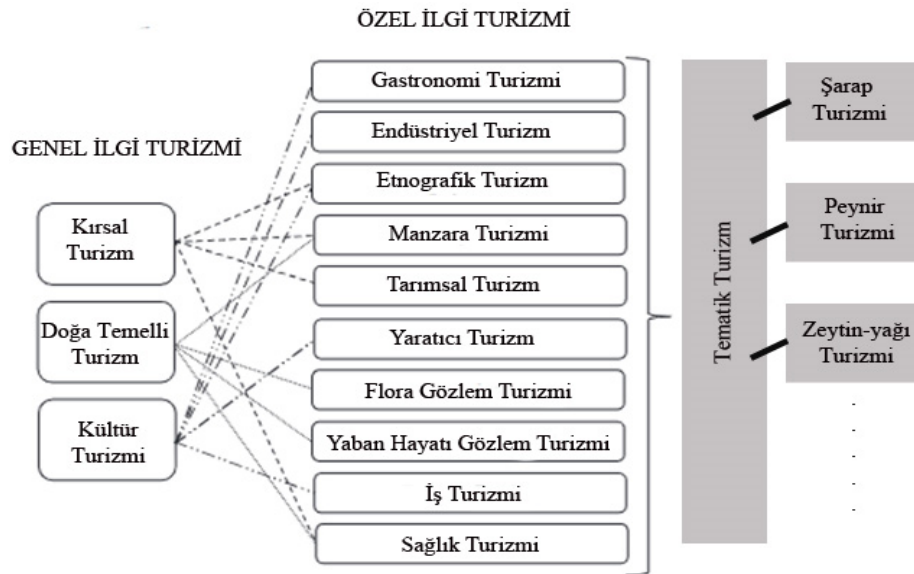 ÖZEL İLGİ TURİZMİ
GENEL İLGİ TURİZMİ
Kırsal
Turizm
Doğa Temelli
Turizm
Kültür
Turizmi
Gastronomi Turizmi
Endüstriyel Turizm
Etnografik Turizm
Manzara Turizmi
Tarımsal Turizm
Yaratıcı Turizm
Flora Gözlem Turizmi
Yaban Hayatı Gözlem Turizmi
İş Turizmi
Sağlık Turizmi
Tematik Turizm
Şarap
Turizmi
Peynir
Turizmi
Zeytin-yağı
Turizmi